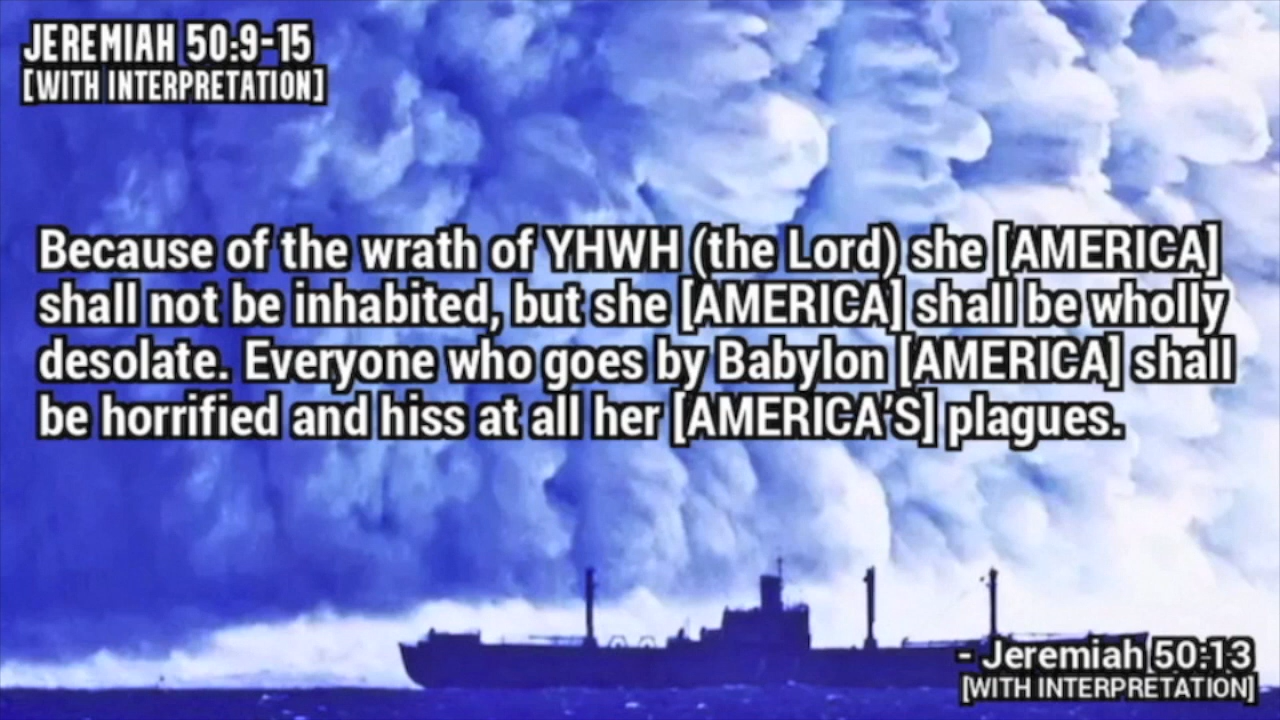 JEREMIAH 50:9-15
[WITH INTERPRETATION]
Because of the wrath of YHWH (the Lord) she [AMERICA]
shall not be inhabited, but she [AMERICA] shall be wholly
desolate. Everyone who goes by Babylon [AMERICA] shall
be horrified and hiss at all her [AMERICA'S] plagues.
- Jeremiah 50:13
[WITH INTERPRETATION]